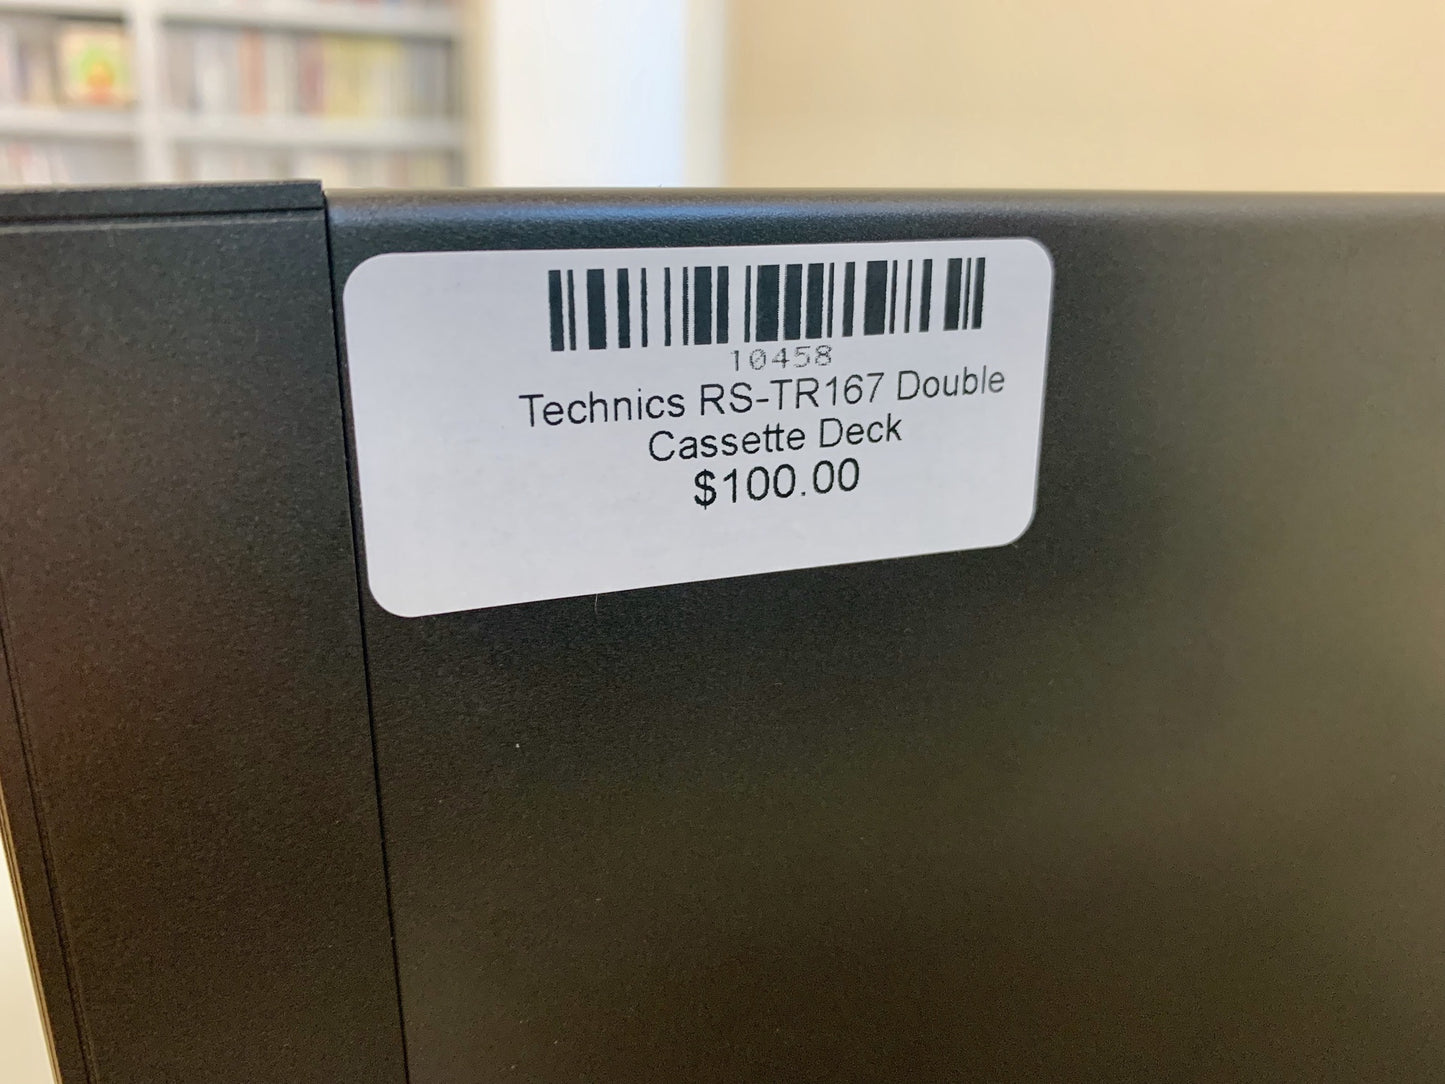 10458
Technics RS-TR167 Double
Cassette Deck
$100.00